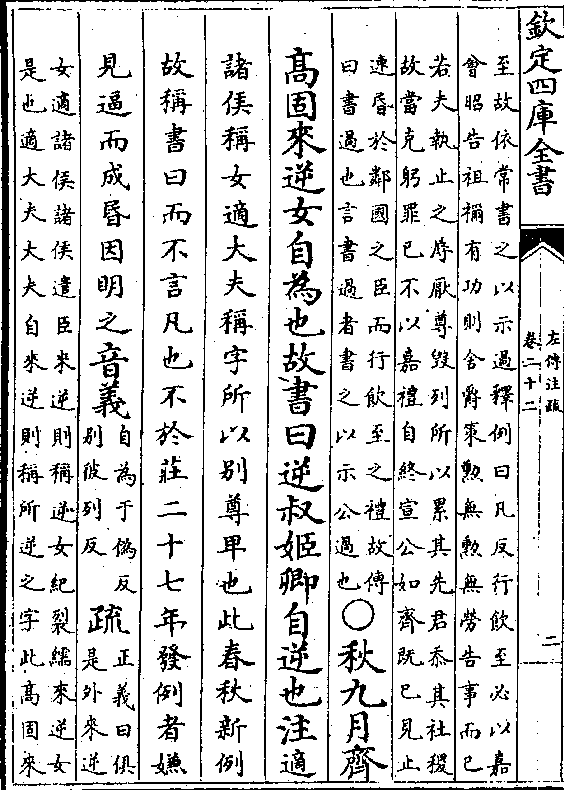 欽定四庫全書
左傳注疏
卷二十二
二
至故依常書之以示過釋例曰凡反行飲至必以嘉
會昭告祖禰有功則舍爵策勲無勲無勞告事而已
若夫執止之辱厭尊毀列所以累其先君忝其社稷
故當克躬罪已不以嘉禮自終宣公如齊既已見止
連昏於鄰國之臣而行飲至之禮故傳
曰書過也言書過者書之以示公過也
○秋九月齊
高固來逆女自為也故書曰逆叔姬卿自逆也注適
諸侯稱女適大夫稱字所以别尊卑也此春秋新例
故稱書曰而不言凡也不於莊二十七年發例者嫌
見逼而成昏因明之音義
自為于偽反
别彼列反
疏
正義曰俱
是外來逆
女適諸侯諸侯遣臣來逆則稱逆女紀裂繻來逆女
是也適大夫大夫自來逆則稱所逆之字此高固來